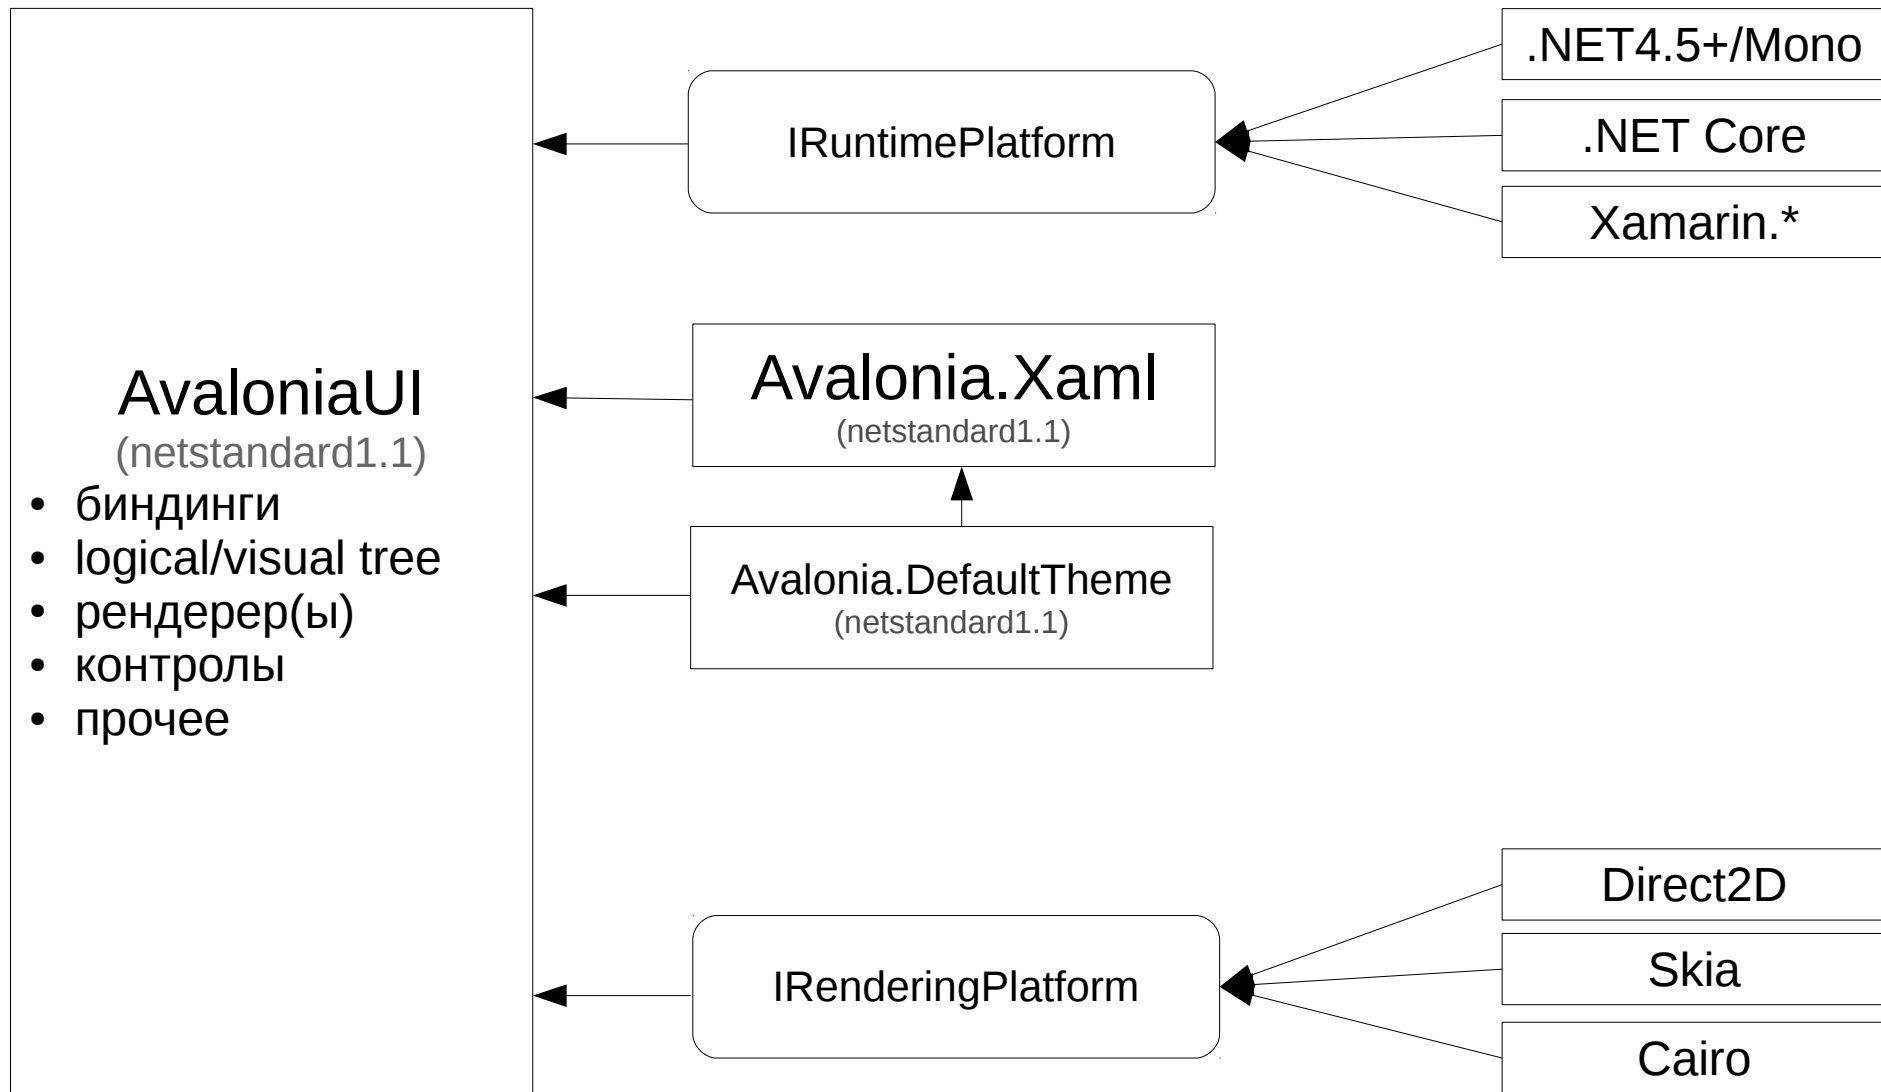 AvaloniaUI
(netstandard1.1)
• биндинги
• logical/visual tree
• рендерер(ы)
• контролы
• прочее
IRuntimePlatform
.NET4.5+/Mono
.NET Core
Xamarin.*
Avalonia.Xaml
(netstandard1.1)
Avalonia.DefaultTheme
(netstandard1.1)
IRenderingPlatform
Direct2D
Skia
Cairo